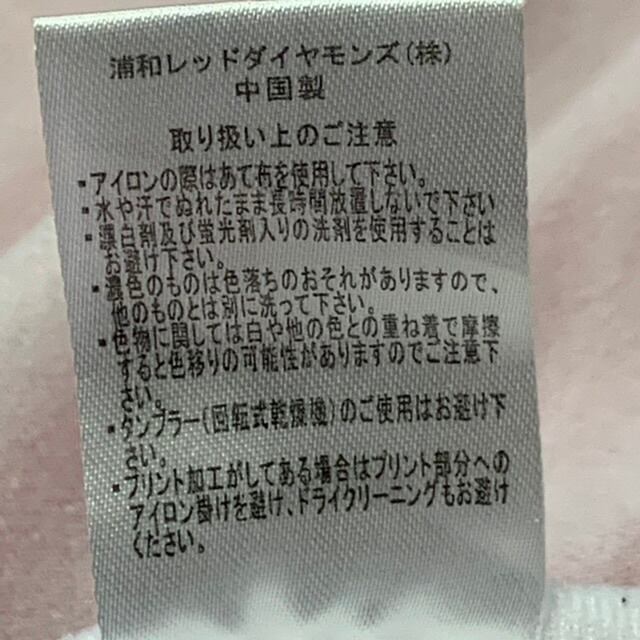 浦和レッドダイヤモンズ(株)
中国製
取り扱い上のご注意
・アイロンの際はあて布を使用して下さい。
・水や汗でぬれたまま長時間放置しないで下さい
・漂白剤及び蛍光剤入りの洗剤を使用することは
お避け下さい。
・濃色のものは色落ちのおそれがありますので、
他のものとは別に洗って下さい。
・色物に関しては白や他の色との重ね着で摩擦
すると色移りの可能性がありますのでご注意下
さい。
・タンブラー(回転式乾燥機)のご使用はお避け下
さい。
・プリント加工がしてある場合はプリント部分への
アイロン掛けを避け、ドライクリーニングもお避け
ください。